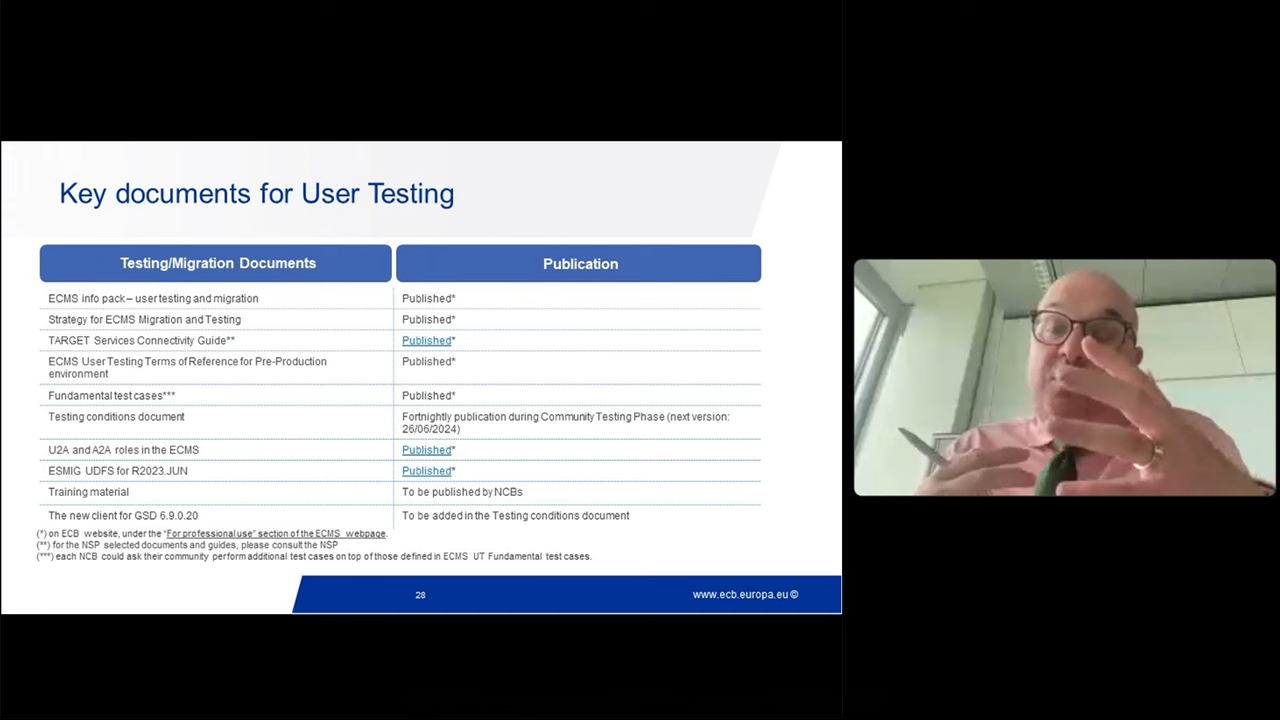 Key documents for User Testing
Testing/Migration Documents
Publication
ECMS info pack – user testing and migration
Published*
Strategy for ECMS Migration and Testing
Published*
TARGET Services Connectivity Guide**
Published*
ECMS User Testing Terms of Reference for Pre-Production
environment
Published*
Fundamental test cases***
Published*
Testing conditions document
Fortnightly publication during Community Testing Phase (next version:
26/06/2024)
U2A and A2A roles in the ECMS
Published*
ESMIG UDFS for R2023.JUN
Published*
Training material
To be published by NCBs
The new client for GSD 6.9.0.20
To be added in the Testing conditions document
(*) on ECB website, under the "For professional use" section of the ECMS webpage.
(**) for the NSP selected documents and guides, please consult the NSP
(***) each NCB could ask their community perform additional test cases on top of those defined in ECMS UT Fundamental test cases.
28
www.ecb.europa.eu ©